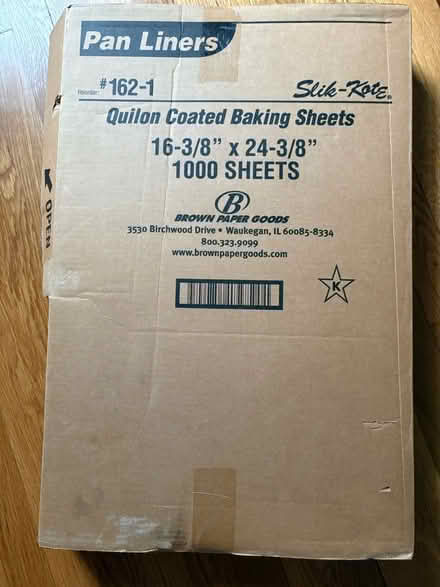 Pan Liners
Reorder: #162-1
Slik-Kote®
Quilon Coated Baking Sheets
16-3/8" x 24-3/8"
1000 SHEETS
B
BROWN PAPER GOODS
3530 Birchwood Drive • Waukegan, IL 60085-8334
800.323.9099
www.brownpapergoods.com
K
OPEN